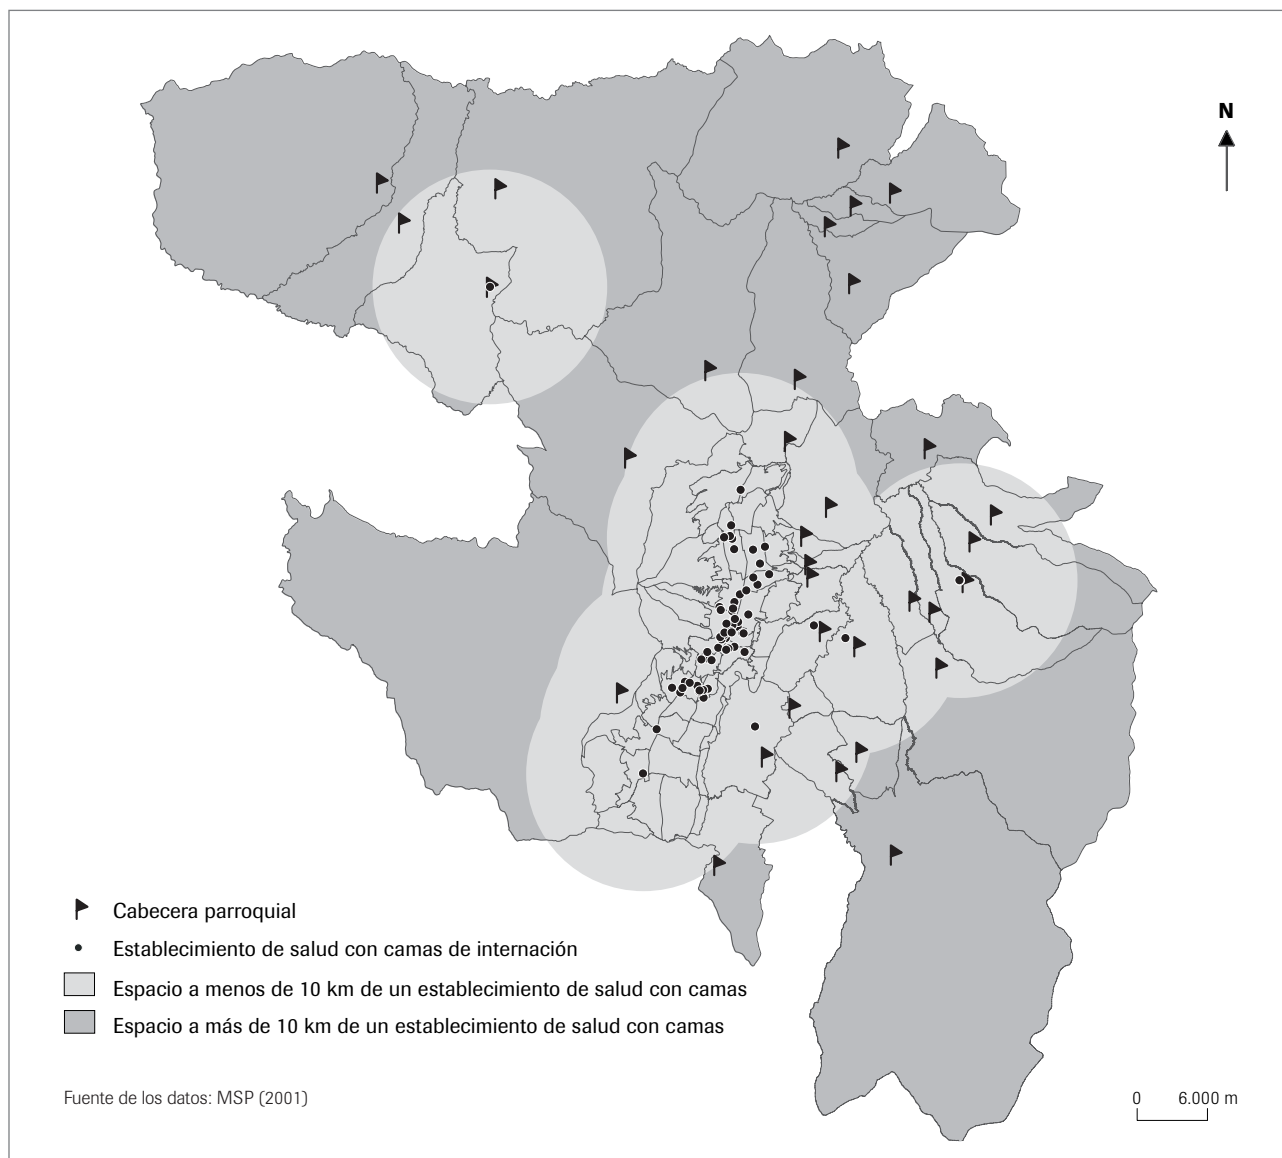 N
Cabecera parroquial
Establecimiento de salud con camas de internación
Espacio a menos de 10 km de un establecimiento de salud con camas
Espacio a más de 10 km de un establecimiento de salud con camas
Fuente de los datos: MSP (2001)
0 6.000 m